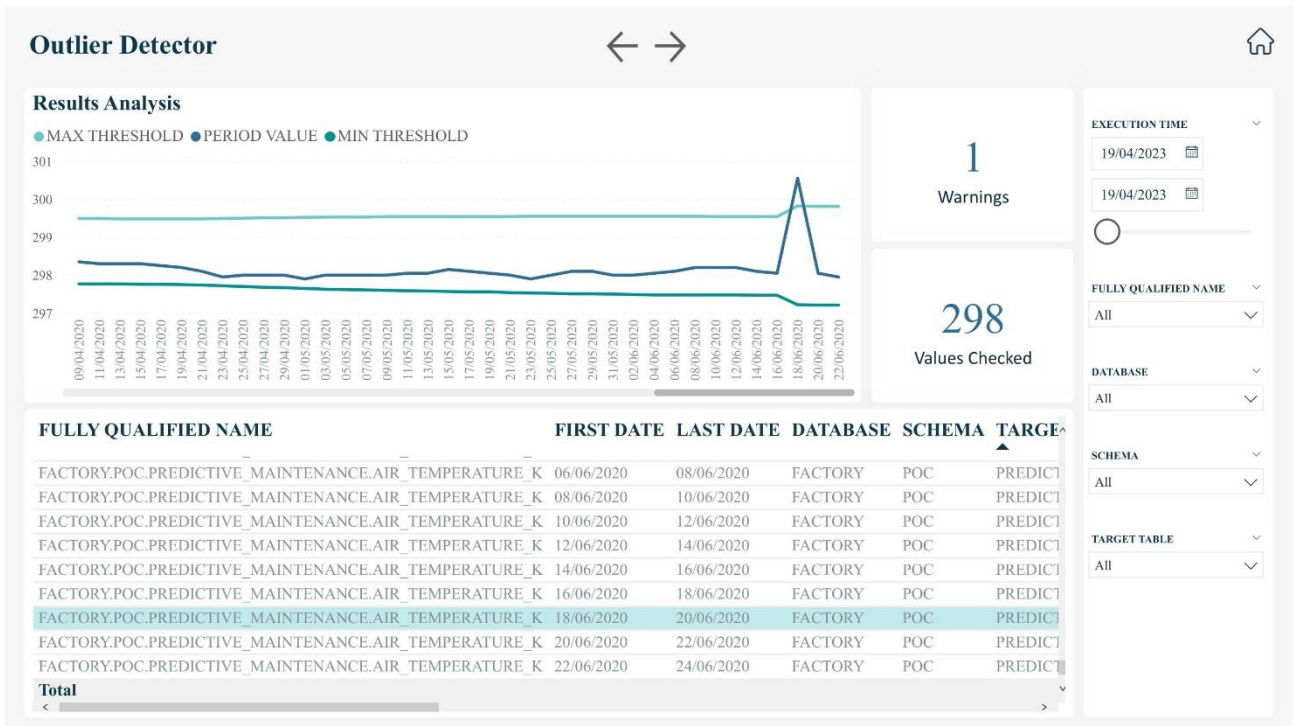 Outlier Detector
Results Analysis
MAX THRESHOLD PERIOD VALUE MIN THRESHOLD
301
300
299
298
297
09/04/2020
11/04/2020
13/04/2020
15/04/2020
17/04/2020
19/04/2020
21/04/2020
23/04/2020
25/04/2020
27/04/2020
29/04/2020
01/05/2020
03/05/2020
05/05/2020
07/05/2020
09/05/2020
11/05/2020
13/05/2020
15/05/2020
17/05/2020
19/05/2020
21/05/2020
23/05/2020
25/05/2020
27/05/2020
29/05/2020
31/05/2020
02/06/2020
04/06/2020
06/06/2020
08/06/2020
10/06/2020
12/06/2020
14/06/2020
16/06/2020
18/06/2020
20/06/2020
22/06/2020
1
Warnings
298
Values Checked
FULLY QUALIFIED NAME FIRST DATE LAST DATE DATABASE SCHEMA TARGE
FACTORY.POC.PREDICTIVE_MAINTENANCE.AIR_TEMPERATURE_K 06/06/2020 08/06/2020 FACTORY POC PREDICT
FACTORY.POC.PREDICTIVE_MAINTENANCE.AIR_TEMPERATURE_K 08/06/2020 10/06/2020 FACTORY POC PREDICT
FACTORY.POC.PREDICTIVE_MAINTENANCE.AIR_TEMPERATURE_K 10/06/2020 12/06/2020 FACTORY POC PREDICT
FACTORY.POC.PREDICTIVE_MAINTENANCE.AIR_TEMPERATURE_K 12/06/2020 14/06/2020 FACTORY POC PREDICT
FACTORY.POC.PREDICTIVE_MAINTENANCE.AIR_TEMPERATURE_K 14/06/2020 16/06/2020 FACTORY POC PREDICT
FACTORY.POC.PREDICTIVE_MAINTENANCE.AIR_TEMPERATURE_K 16/06/2020 18/06/2020 FACTORY POC PREDICT
FACTORY.POC.PREDICTIVE_MAINTENANCE.AIR_TEMPERATURE_K 18/06/2020 20/06/2020 FACTORY POC PREDICT
FACTORY.POC.PREDICTIVE_MAINTENANCE.AIR_TEMPERATURE_K 20/06/2020 22/06/2020 FACTORY POC PREDICT
FACTORY.POC.PREDICTIVE_MAINTENANCE.AIR_TEMPERATURE_K 22/06/2020 24/06/2020 FACTORY POC PREDICT
Total
EXECUTION TIME
19/04/2023
19/04/2023
FULLY QUALIFIED NAME
All
DATABASE
All
SCHEMA
All
TARGET TABLE
All